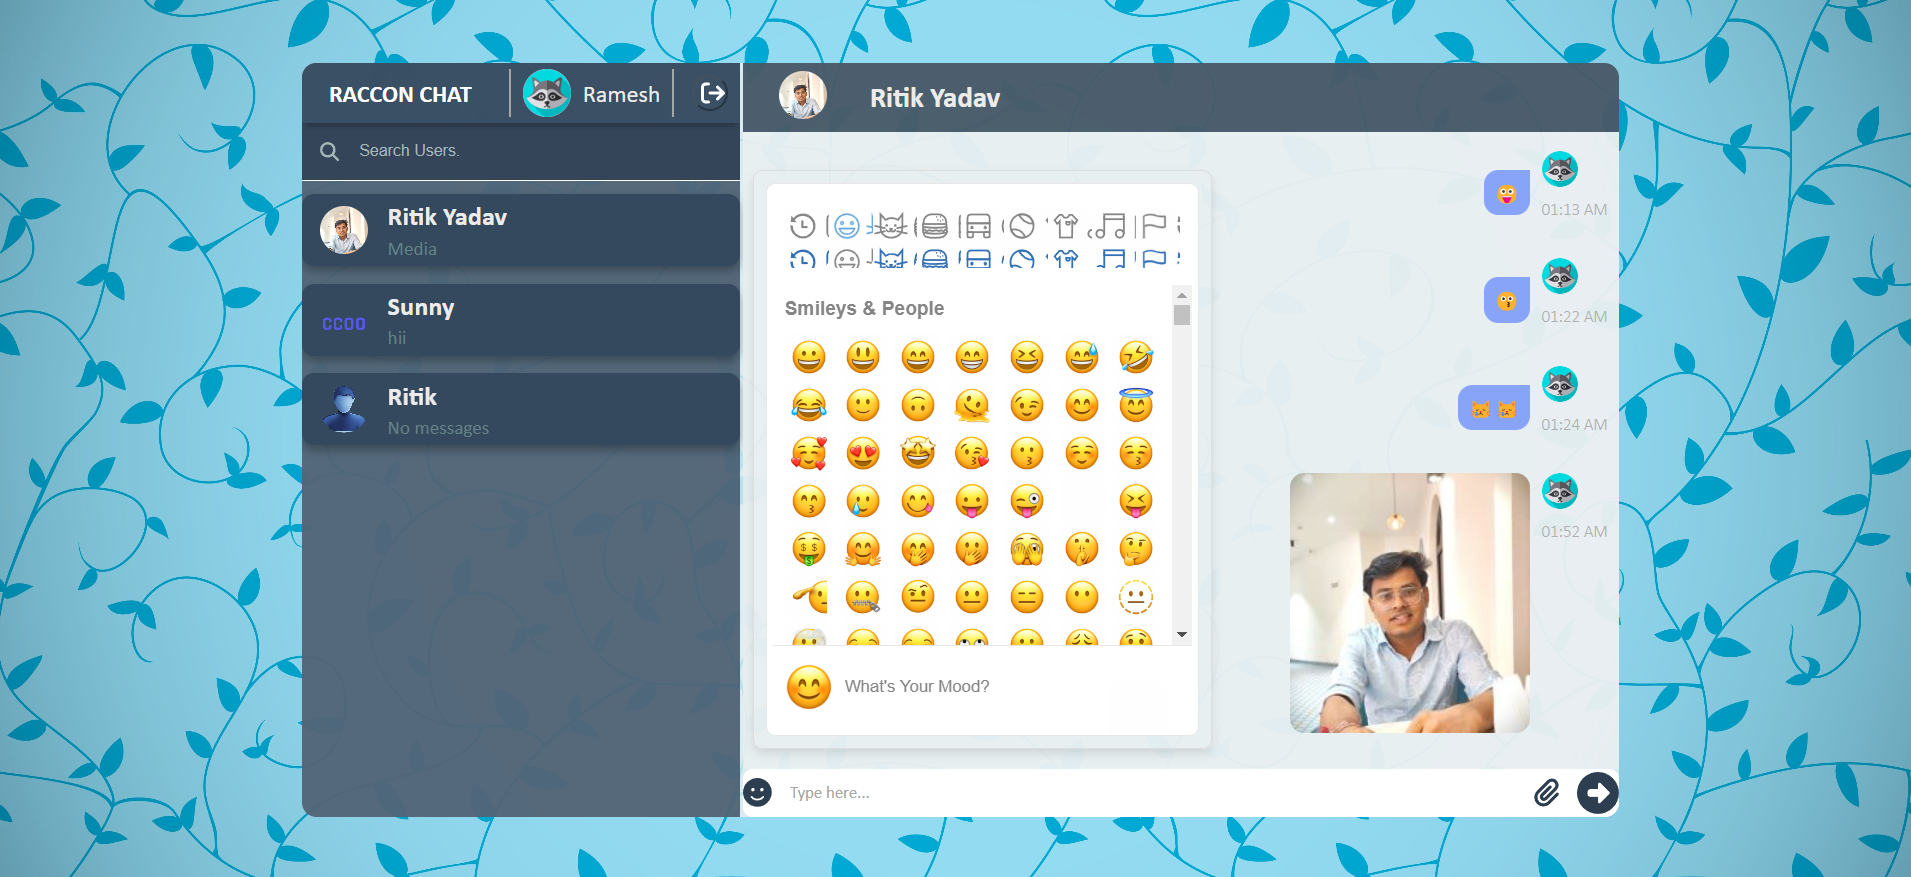 RACCON CHAT
Ramesh
Search Users.
Ritik Yadav
Media
CCOO
Sunny
hii
Ritik
No messages
Ritik Yadav
01:13 AM
01:22 AM
01:24 AM
01:52 AM
Smileys & People
What's Your Mood?
Type here...